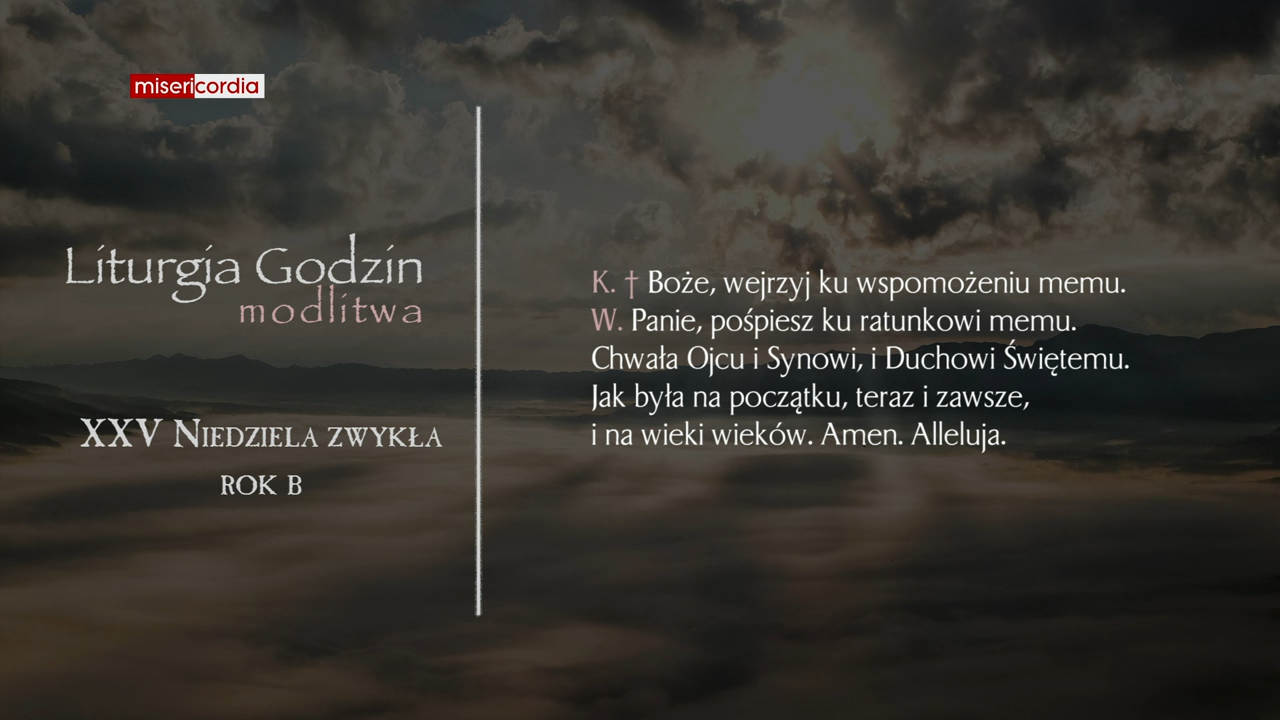 misericordia
Liturgia Godzin
modlitwa
XXV Niedziela zwykła
rok B
K. † Boże, wejrzyj ku wspomożeniu memu.
W. Panie, pośpiesz ku ratunkowi memu.
Chwała Ojcu i Synowi, i Duchowi Świętemu.
Jak była na początku, teraz i zawsze,
i na wieki wieków. Amen. Alleluja.